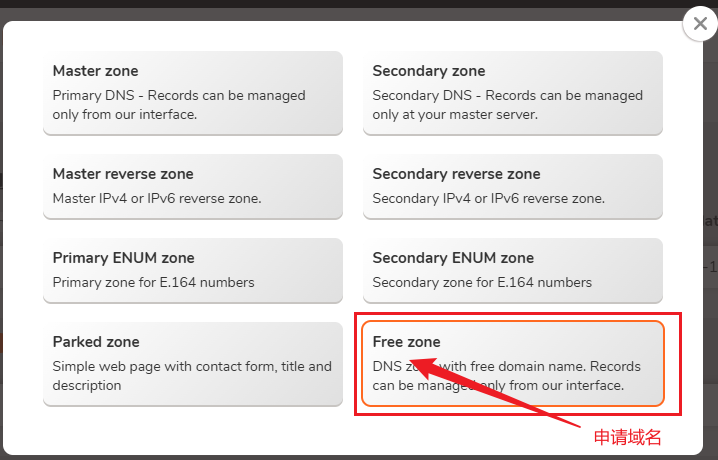 Master zone
Primary DNS - Records can be managed
only from our interface.
Secondary zone
Secondary DNS - Records can be managed
only at your master server.
Master reverse zone
Master IPv4 or IPv6 reverse zone.
Secondary reverse zone
Secondary IPv4 or IPv6 reverse zone.
Primary ENUM zone
Primary zone for E.164 numbers
Secondary ENUM zone
Secondary zone for E.164 numbers
Parked zone
Simple web page with contact form, title and
description
Free zone
DNS zone with free domain name. Records
can be managed only from our interface.
申请域名